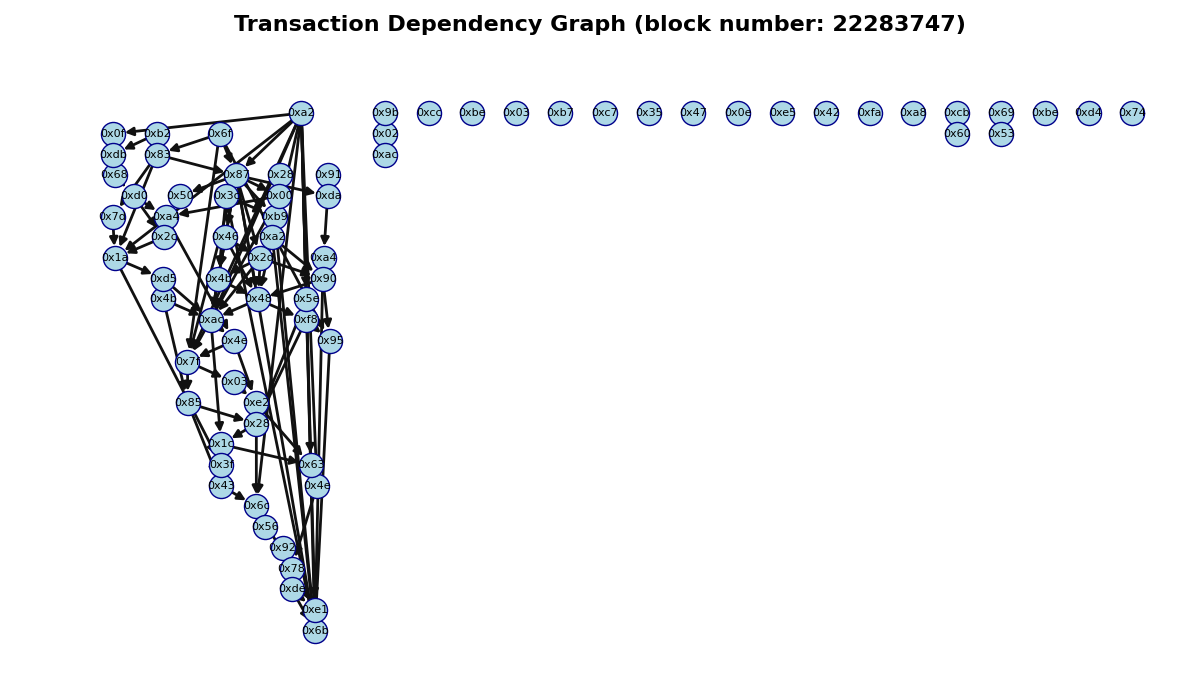 Transaction Dependency Graph (block number: 22283747)
0xa2 0x9b 0xcc 0xbe 0x03 0xb7 0xc7 0x35 0x47 0x0e 0xe5 0x42 0xfa 0xa8 0xcb 0x69 0xbe 0xd4 0x74
0x0f 0xb2 0x6f 0x02 0x60 0x53
0xdb 0x83 0xac
0x68 0x87 0x28 0x91
0xd0 0x50 0x3d 0x00 0xda
0x7d 0xa4 0xb9
0x2c 0x46 0xa2
0x1a 0x2d 0xa4
0xd5 0x4b 0x90
0x4b 0x48 0x5e
0xac 0xf8
0x4e 0x95
0x7f
0x03
0x85 0xe2
0x28
0x1c
0x3f 0x63
0x43 0x4e
0x6c
0x56
0x92
0x78
0xde
0xe1
0x6b